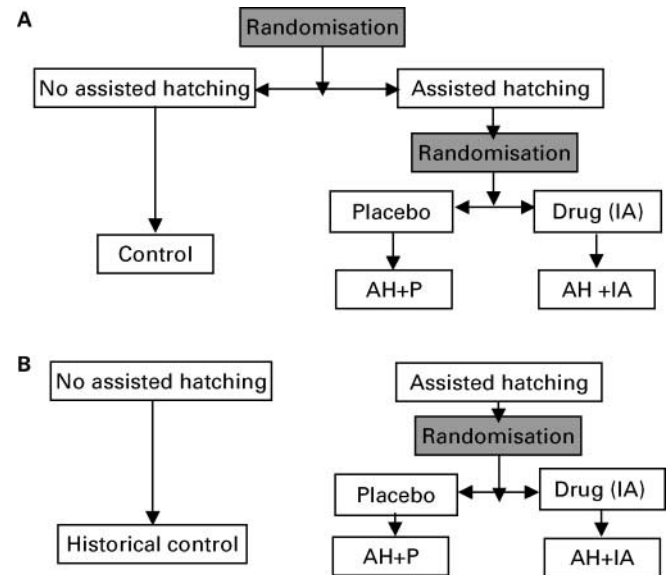 A
Randomisation
No assisted hatching
Assisted hatching
Randomisation
Placebo
Drug (IA)
Control
AH+P
AH +IA
B
No assisted hatching
Assisted hatching
Randomisation
Placebo
Drug (IA)
Historical control
AH+P
AH+IA